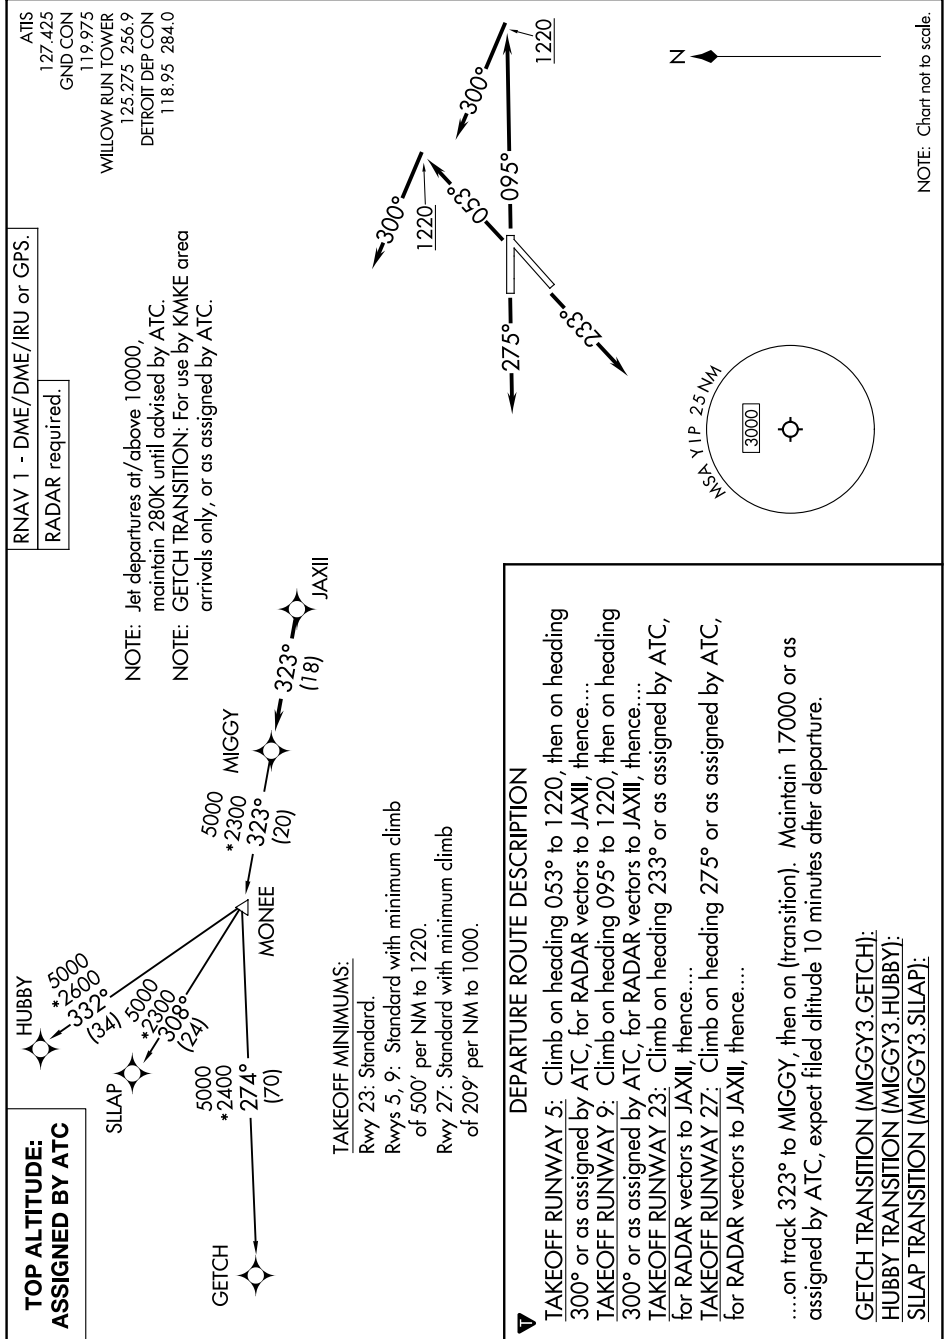 TOP ALTITUDE:
ASSIGNED BY ATC
RNAV 1 - DME/DME/IRU or GPS.
RADAR required.
ATIS
127.425
GND CON
119.975
WILLOW RUN TOWER
125.275 256.9
DETROIT DEP CON
118.95 284.0
NOTE: Jet departures at/above 10000,
maintain 280K until advised by ATC.
NOTE: GETCH TRANSITION: For use by KMKE area
arrivals only, or as assigned by ATC.
HUBBY
5000
*2600
332°
(34)
SLLAP
5000
*2300
308°
(24)
GETCH
5000
*2400
274°
(70)
MONEE
5000
*2300
323°
(20)
MIGGY
323°
(18)
JAXII
TAKEOFF MINIMUMS:
Rwy 23: Standard.
Rwys 5, 9: Standard with minimum climb
of 500' per NM to 1220.
Rwy 27: Standard with minimum climb
of 209' per NM to 1000.
300°
1220
053°
300°
1220
095°
275°
233°
MSA YIP 25 NM
3000
N
NOTE: Chart not to scale.
DEPARTURE ROUTE DESCRIPTION
T
TAKEOFF RUNWAY 5: Climb on heading 053° to 1220, then on heading
300° or as assigned by ATC, for RADAR vectors to JAXII, thence....
TAKEOFF RUNWAY 9: Climb on heading 095° to 1220, then on heading
300° or as assigned by ATC, for RADAR vectors to JAXII, thence....
TAKEOFF RUNWAY 23: Climb on heading 233° or as assigned by ATC,
for RADAR vectors to JAXII, thence....
TAKEOFF RUNWAY 27: Climb on heading 275° or as assigned by ATC,
for RADAR vectors to JAXII, thence....
....on track 323° to MIGGY, then on (transition). Maintain 17000 or as
assigned by ATC, expect filed altitude 10 minutes after departure.
GETCH TRANSITION (MIGGY3.GETCH):
HUBBY TRANSITION (MIGGY3.HUBBY):
SLLAP TRANSITION (MIGGY3.SLLAP):